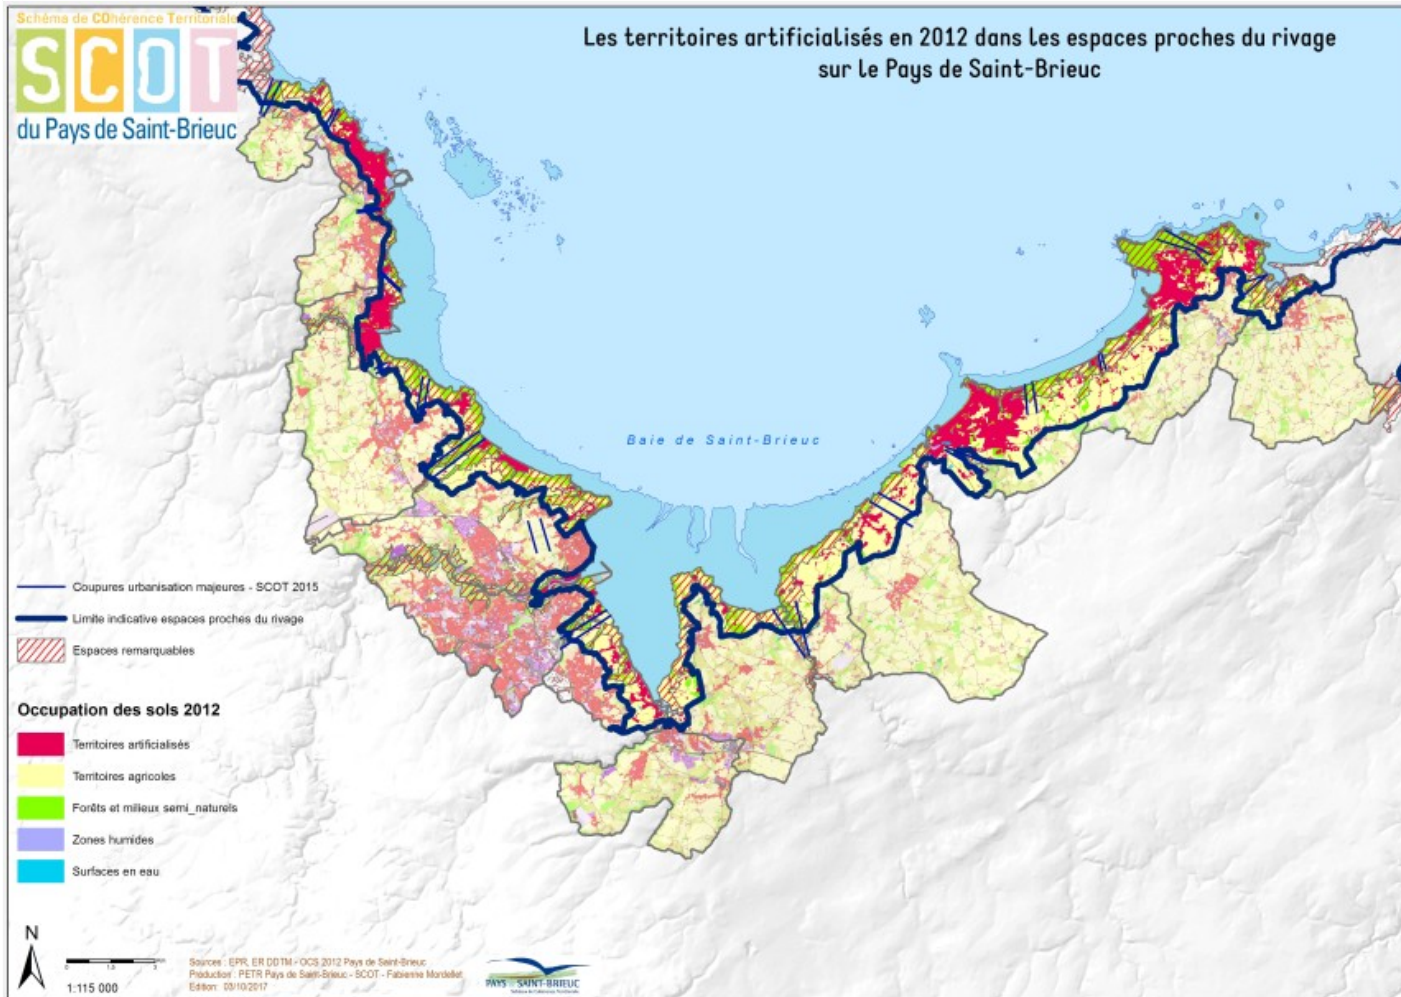 Schéma de COhérence Territoriale
SCOT
du Pays de Saint-Brieuc
Les territoires artificialisés en 2012 dans les espaces proches du rivage
sur le Pays de Saint-Brieuc
Baie de Saint-Brieuc
Coupures urbanisation majeures - SCOT 2015
Limite indicative espaces proches du rivage
Espaces remarquables
Occupation des sols 2012
Territoires artificialisés
Territoires agricoles
Forêts et milieux semi_naturels
Zones humides
Surfaces en eau
N
0 1,5 3
1:115 000
Sources : EPR, ER DDTM - OCS 2012 Pays de Saint-Brieuc
Production : PETR Pays de Saint-Brieuc - SCOT - Fabienne Mordellet
Edition : 03/10/2017
PAYS SAINT-BRIEUC